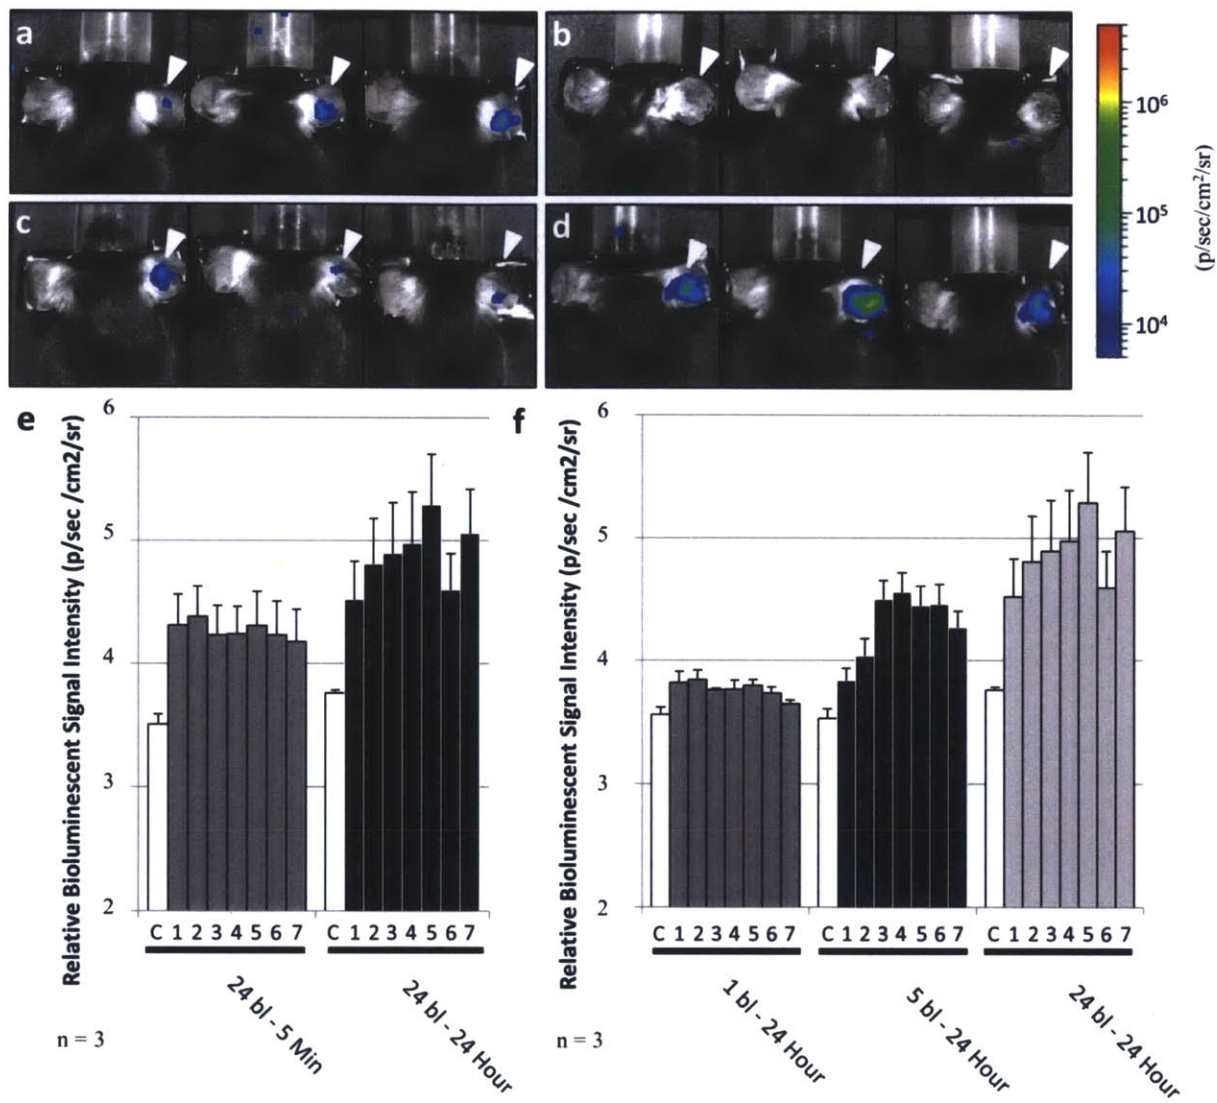 a
b
c
d
10⁶
10⁵
10⁴
(p/sec/cm²/sr)
e
Relative Bioluminescent Signal Intensity (p/sec /cm2/sr)
6
5
4
3
2
C 1 2 3 4 5 6 7
C 1 2 3 4 5 6 7
24 bl - 5 Min
24 bl - 24 Hour
n = 3
f
Relative Bioluminescent Signal Intensity (p/sec /cm2/sr)
6
5
4
3
2
C 1 2 3 4 5 6 7
C 1 2 3 4 5 6 7
C 1 2 3 4 5 6 7
1 bl - 24 Hour
5 bl - 24 Hour
24 bl - 24 Hour
n = 3